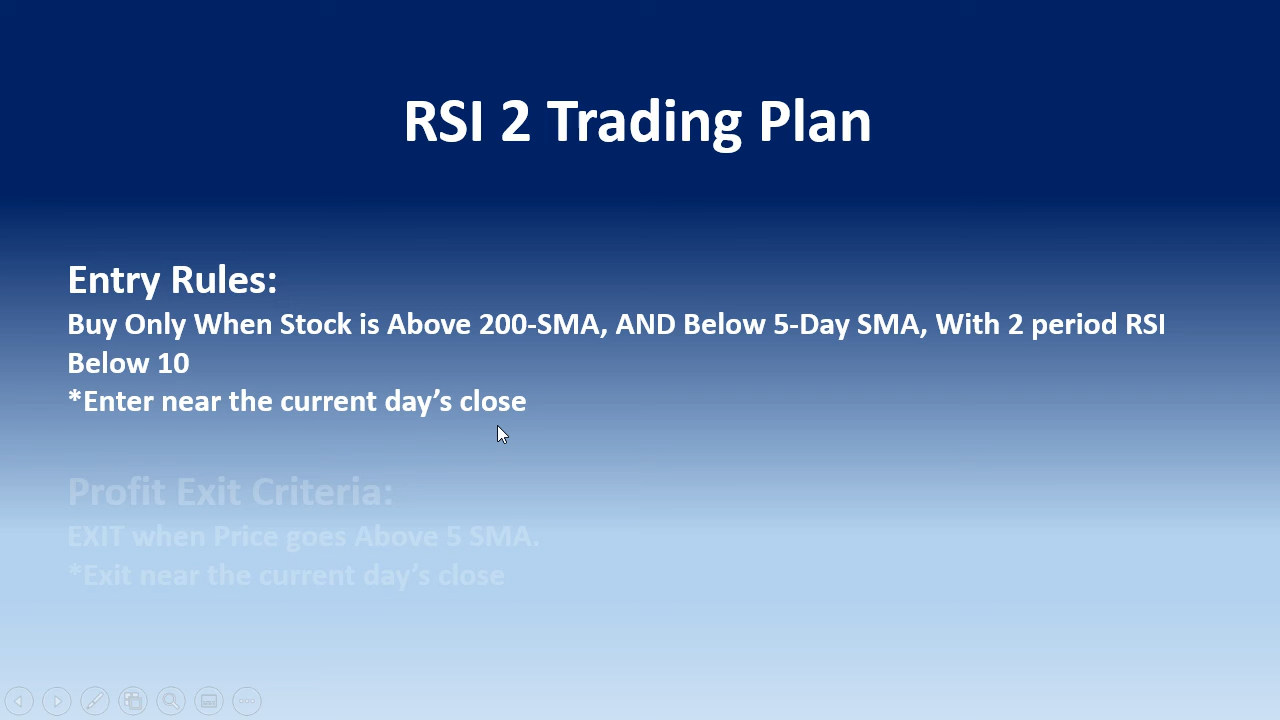 RSI 2 Trading Plan
Entry Rules:
Buy Only When Stock is Above 200-SMA, AND Below 5-Day SMA, With 2 period RSI
Below 10
*Enter near the current day’s close
Profit Exit Criteria:
EXIT when Price goes Above 5 SMA.
*Exit near the current day’s close